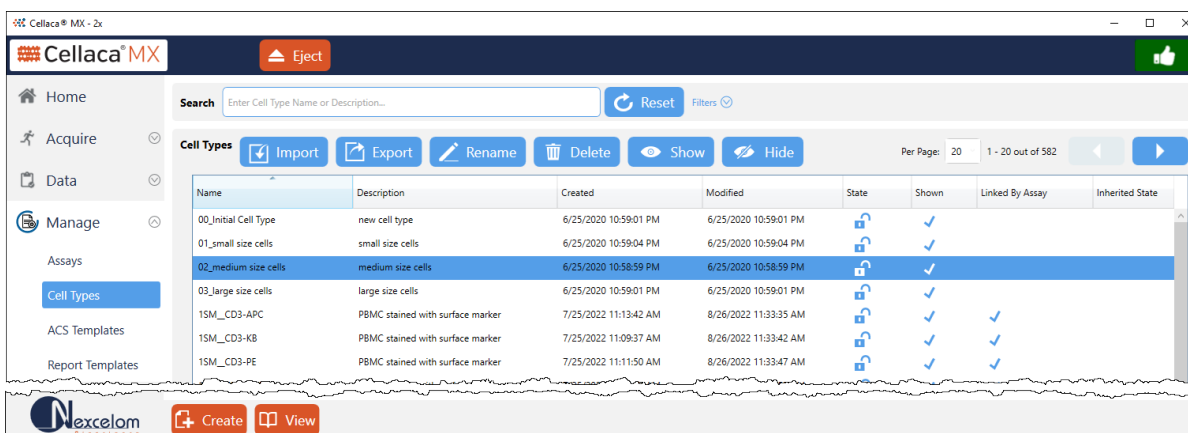 Cellaca® MX - 2x
Cellaca® MX
Eject
Home
Acquire
Data
Manage
Assays
Cell Types
ACS Templates
Report Templates
Search Enter Cell Type Name or Description... Reset Filters
Cell Types Import Export Rename Delete Show Hide Per Page: 20 1 - 20 out of 582
Name Description Created Modified State Shown Linked By Assay Inherited State
00_Initial Cell Type new cell type 6/25/2020 10:59:01 PM 6/25/2020 10:59:01 PM
01_small size cells small size cells 6/25/2020 10:59:04 PM 6/25/2020 10:59:04 PM
02_medium size cells medium size cells 6/25/2020 10:58:59 PM 6/25/2020 10:58:59 PM
03_large size cells large size cells 6/25/2020 10:59:01 PM 6/25/2020 10:59:01 PM
1SM__CD3-APC PBMC stained with surface marker 7/25/2022 11:13:42 AM 8/26/2022 11:33:35 AM
1SM__CD3-KB PBMC stained with surface marker 7/25/2022 11:09:37 AM 8/26/2022 11:33:42 AM
1SM__CD3-PE PBMC stained with surface marker 7/25/2022 11:11:50 AM 8/26/2022 11:33:47 AM
Nexcelom
Create View